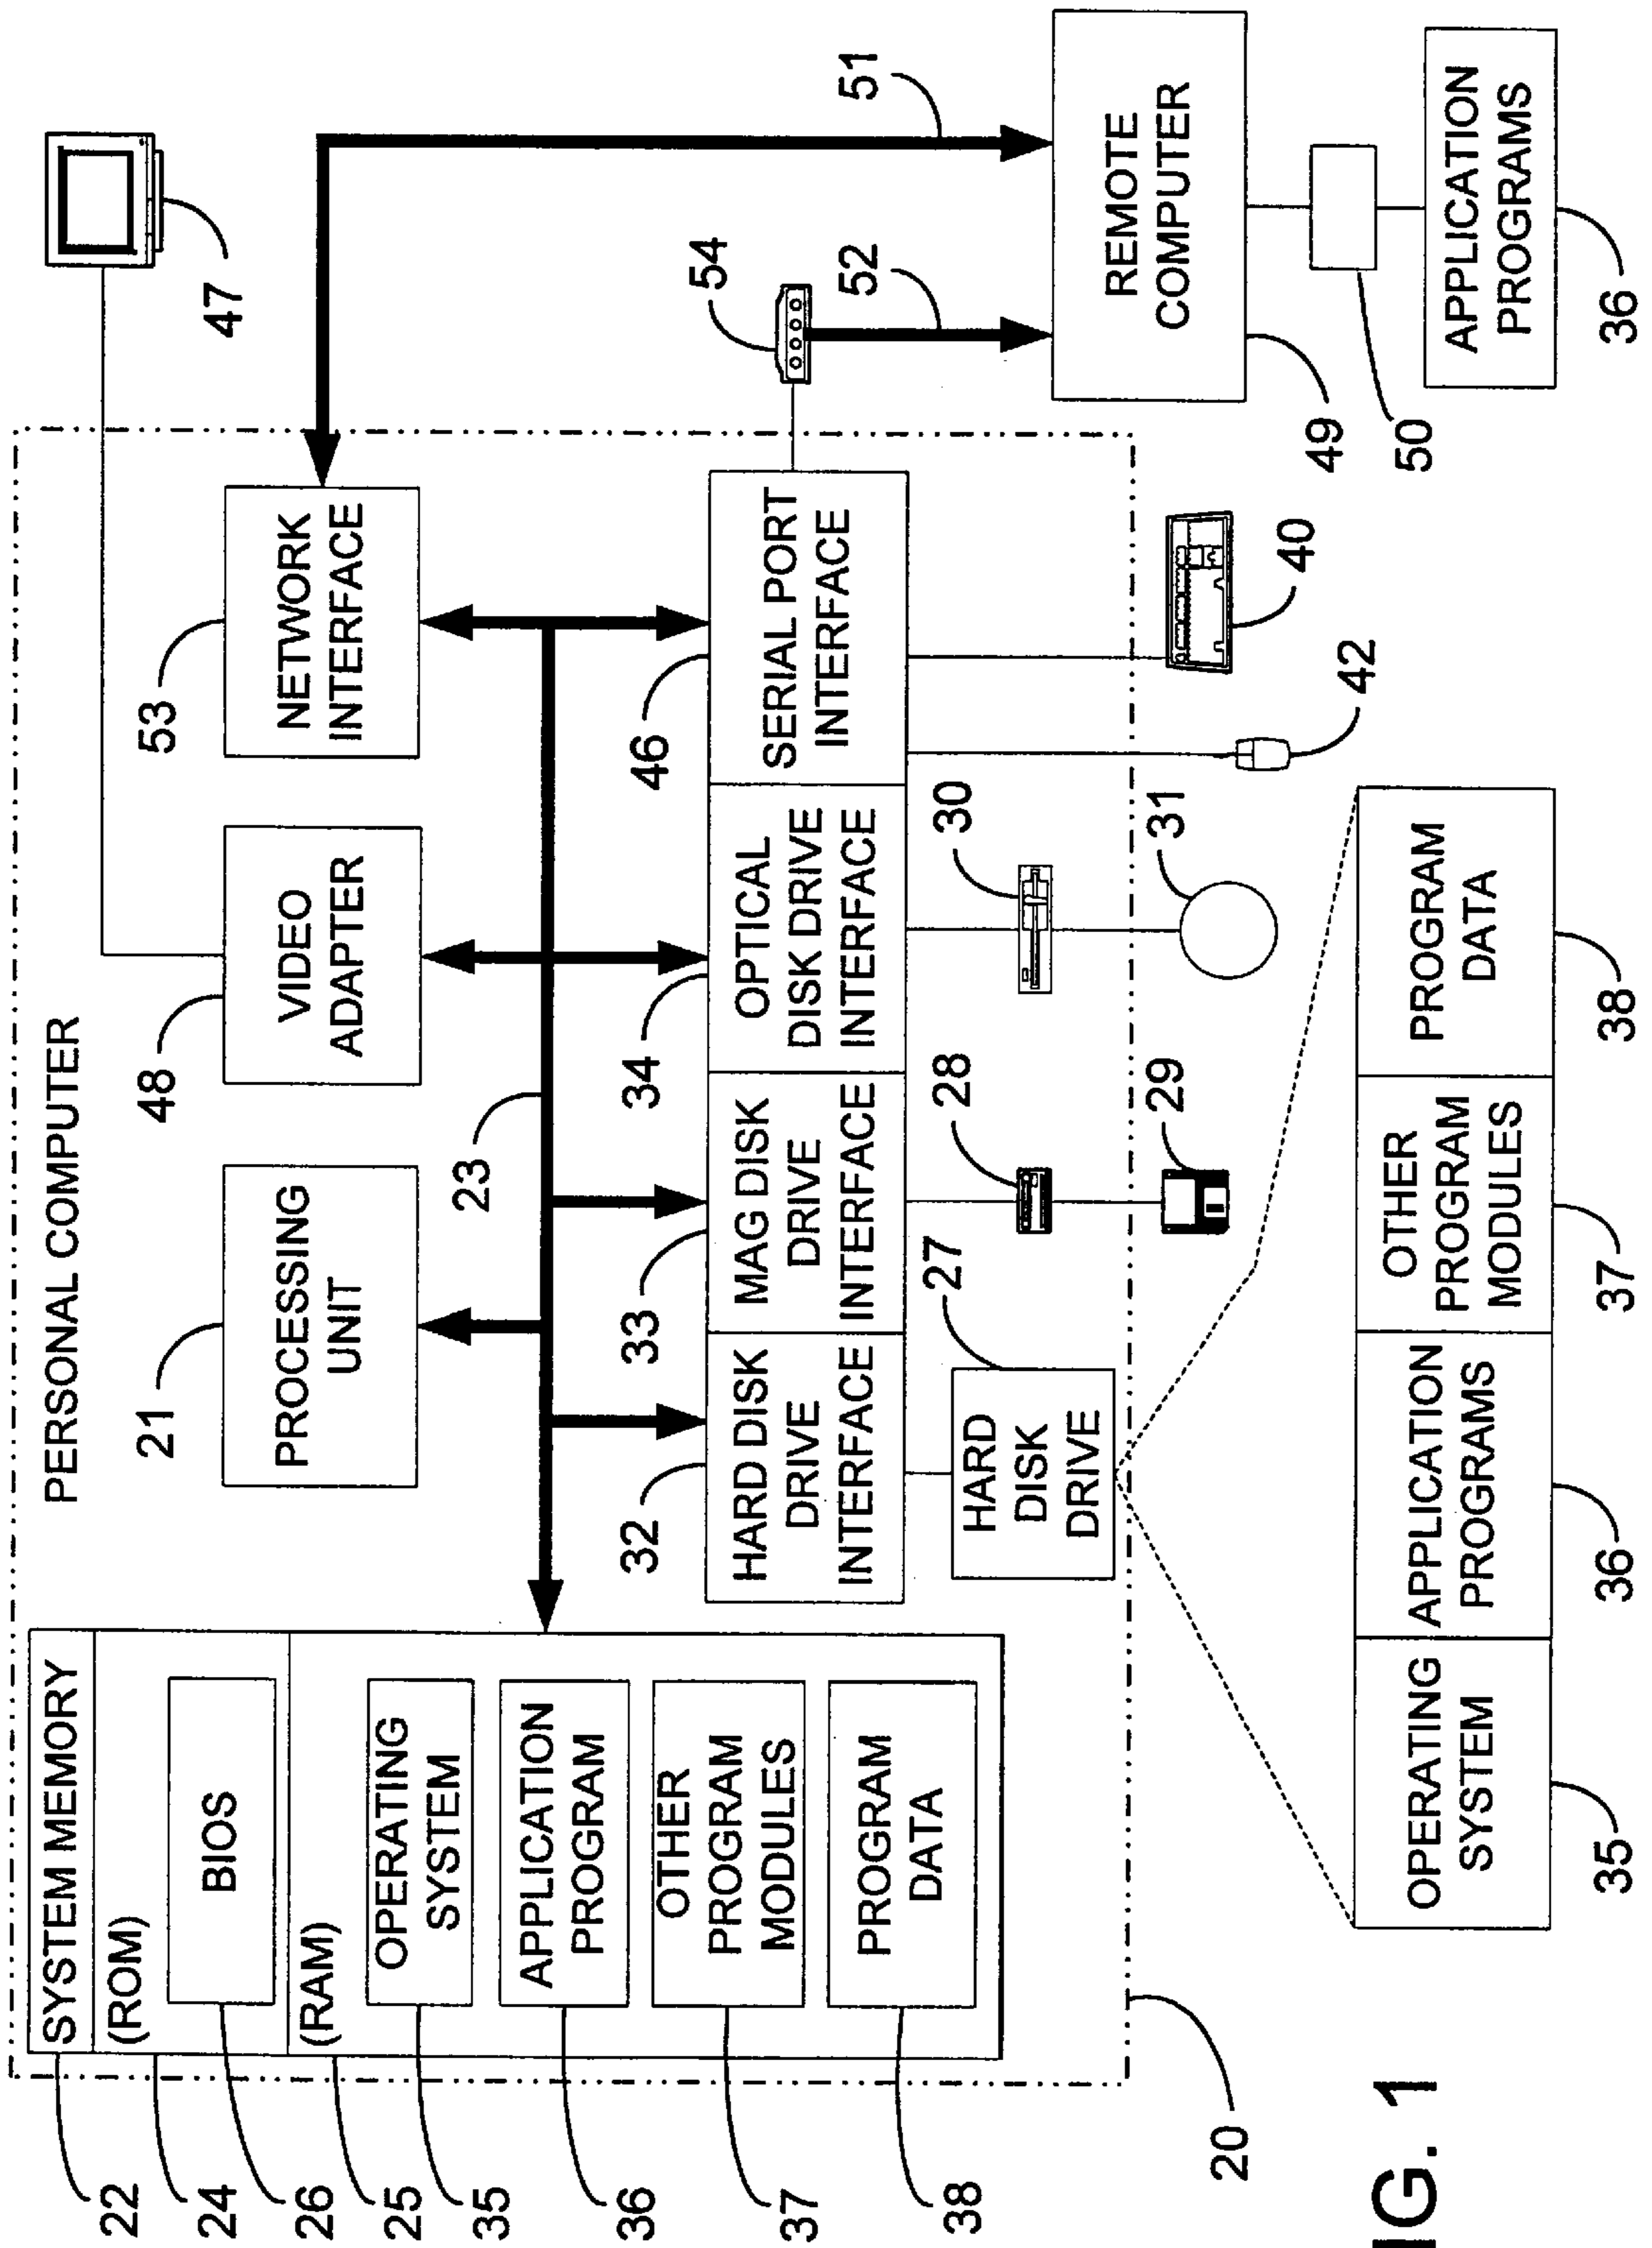 PERSONAL COMPUTER
47
SYSTEM MEMORY
22
(ROM)
24
BIOS
26
(RAM)
25
OPERATING
SYSTEM
35
APPLICATION
PROGRAM
36
OTHER
PROGRAM
MODULES
37
PROGRAM
DATA
38
21
PROCESSING
UNIT
48
VIDEO
ADAPTER
53
NETWORK
INTERFACE
23
32
33
34
46
54
52
51
HARD DISK
DRIVE
INTERFACE
MAG DISK
DRIVE
INTERFACE
OPTICAL
DISK DRIVE
INTERFACE
SERIAL PORT
INTERFACE
HARD
DISK
DRIVE
27
28
30
29
31
42
40
REMOTE
COMPUTER
49
50
APPLICATION
PROGRAMS
36
20
OPERATING
SYSTEM
APPLICATION
PROGRAMS
OTHER
PROGRAM
MODULES
PROGRAM
DATA
35
36
37
38
IG. 1